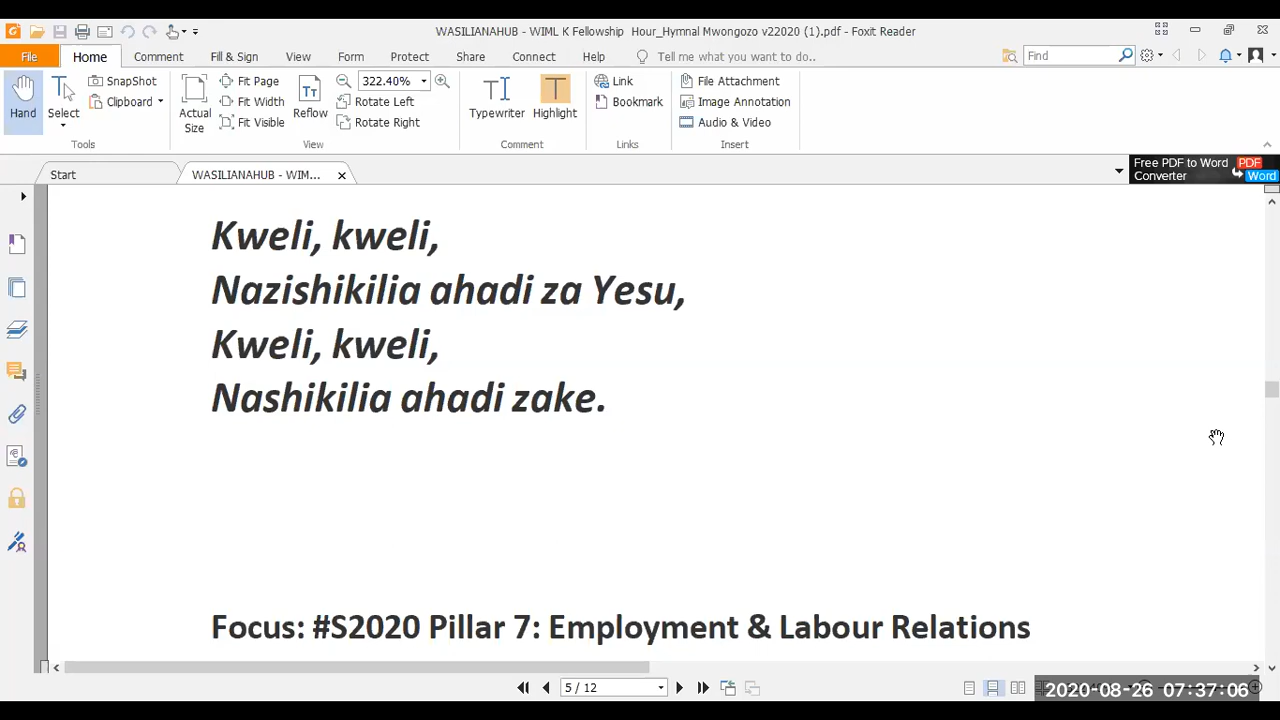 WASILIANAHUB - WIML K Fellowship Hour_Hymnal Mwongozo v22020 (1).pdf - Foxit Reader
File Home Comment Fill & Sign View Form Protect Share Connect Help Tell me what you want to do.. Find
Hand
Select
SnapShot
Clipboard
Tools
Actual Size
Fit Page
Fit Width
Fit Visible
Reflow
322.40%
Rotate Left
Rotate Right
View
Typewriter
Highlight
Comment
Link
Bookmark
Links
File Attachment
Image Annotation
Audio & Video
Insert
Start
WASILIANAHUB - WIM...
Free PDF to Word
Converter
PDF
Word
Kweli, kweli,
Nazishikilia ahadi za Yesu,
Kweli, kweli,
Nashikilia ahadi zake.
Focus: #S2020 Pillar 7: Employment & Labour Relations
5 / 12
2020-08-26 07:37:06